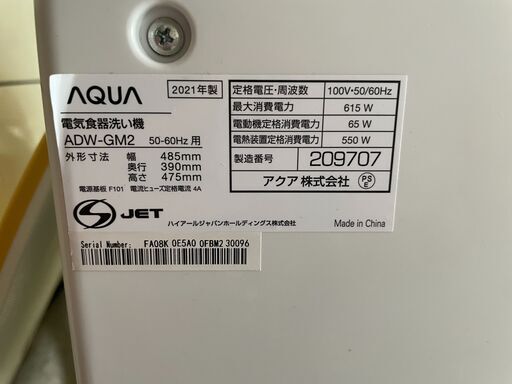 AQUA
2021年製
電気食器洗い機
ADW-GM2 50-60Hz用
外形寸法 幅 485mm
奥行 390mm
高さ 475mm
電源基板 F101 電流ヒューズ定格電流 4A
定格電圧・周波数 100V・50/60Hz
最大消費電力 615 W
電動機定格消費電力 65 W
電熱装置定格消費電力 550 W
製造番号 209707
アクア株式会社
PS
E
S JET
ハイアールジャパンホールディングス株式会社
Made in China
Serial Number: FA08K 0E5A0 0FBM2 30096